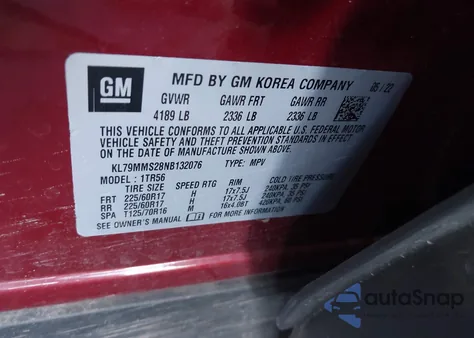 GM MFD BY GM KOREA COMPANY 05 / 22
GVWR GAWR FRT GAWR RR
4189 LB 2336 LB 2336 LB
THIS VEHICLE CONFORMS TO ALL APPLICABLE U.S. FEDERAL MOTOR
VEHICLE SAFETY, BUMPER, AND THEFT PREVENTION STANDARDS IN
EFFECT ON THE DATE OF MANUFACTURE SHOWN ABOVE.
KL79MMS28NB132076 TYPE: MPV
MODEL : 1TR56
TIRE SIZE SPEED RTG RIM COLD TIRE PRESSURE
FRT 225/60R17 H 17x7.5J 240KPA, 35 PSI
RR 225/60R17 H 17x7.5J 240KPA, 35 PSI
SPA T125/70R16 M 16x4.0BT 420KPA, 60 PSI
SEE OWNER'S MANUAL FOR ADDITIONAL INFORMATION.
autoSnap